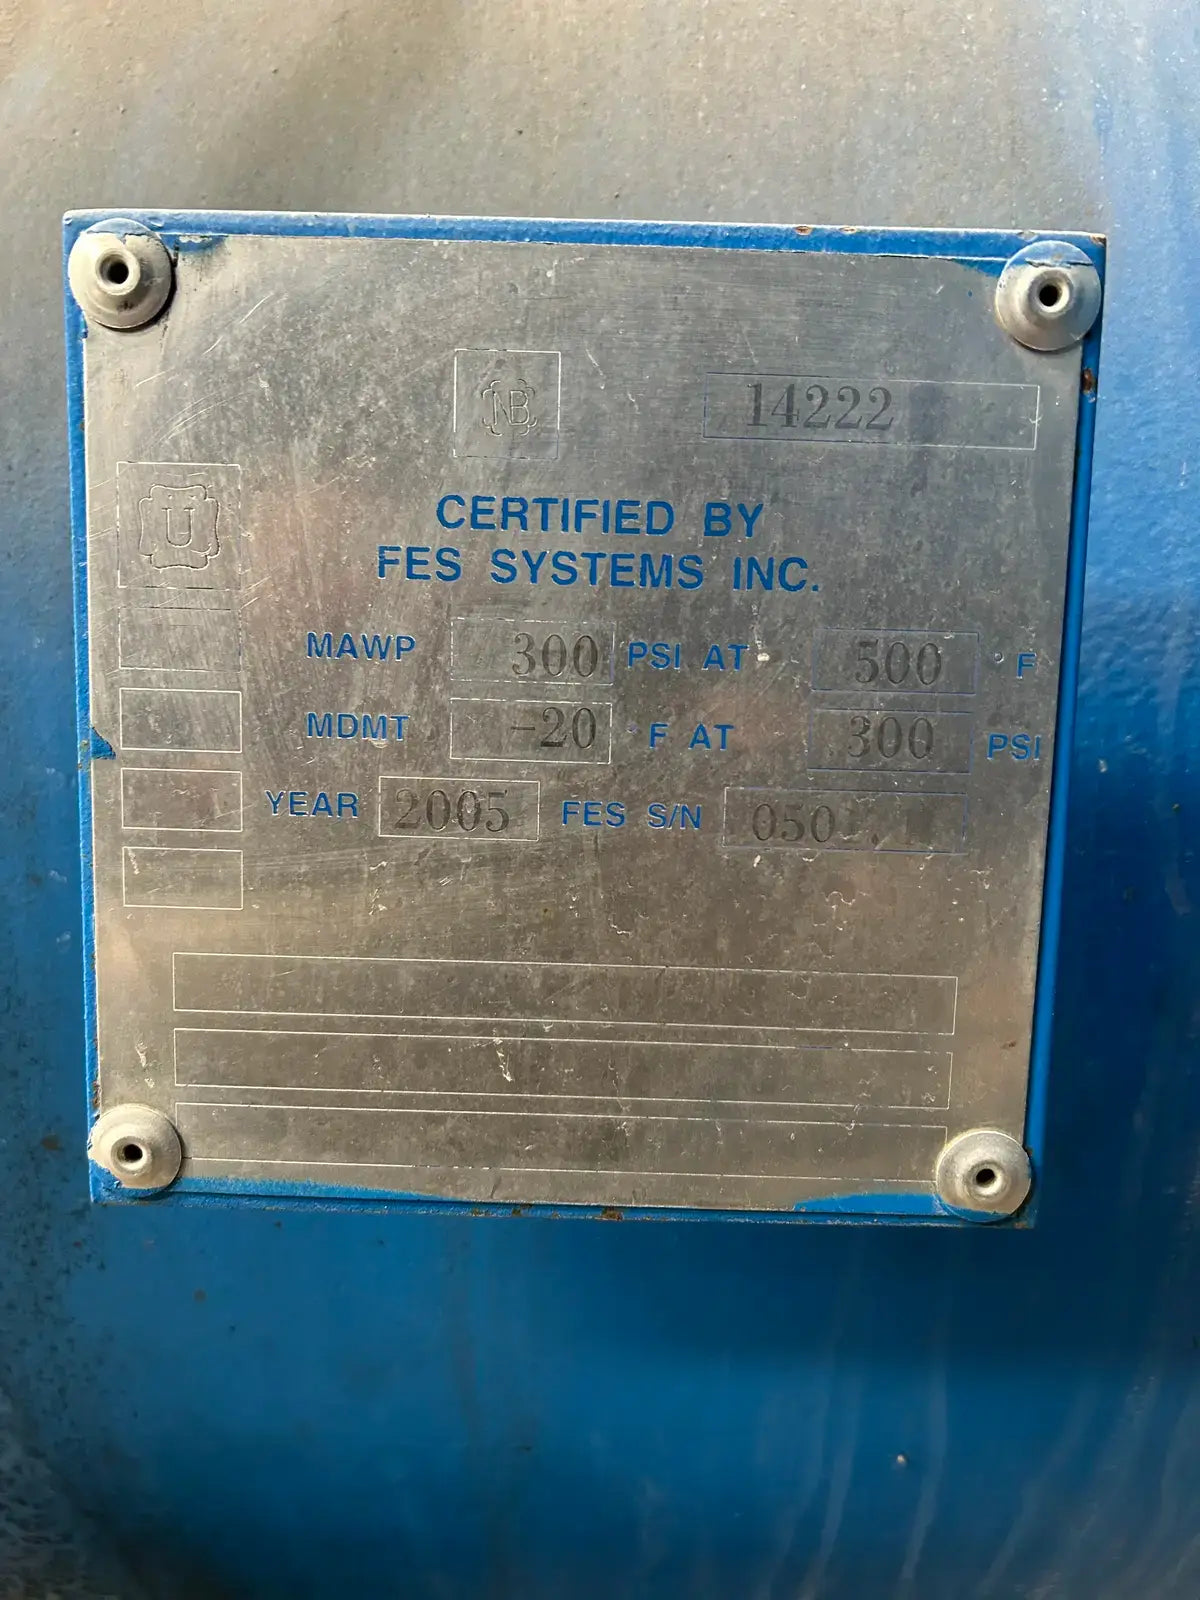 NB 14222
U
CERTIFIED BY
FES SYSTEMS INC.
MAWP 300 PSI AT 500 °F
MDMT -20 °F AT 300 PSI
YEAR 2005 FES S/N